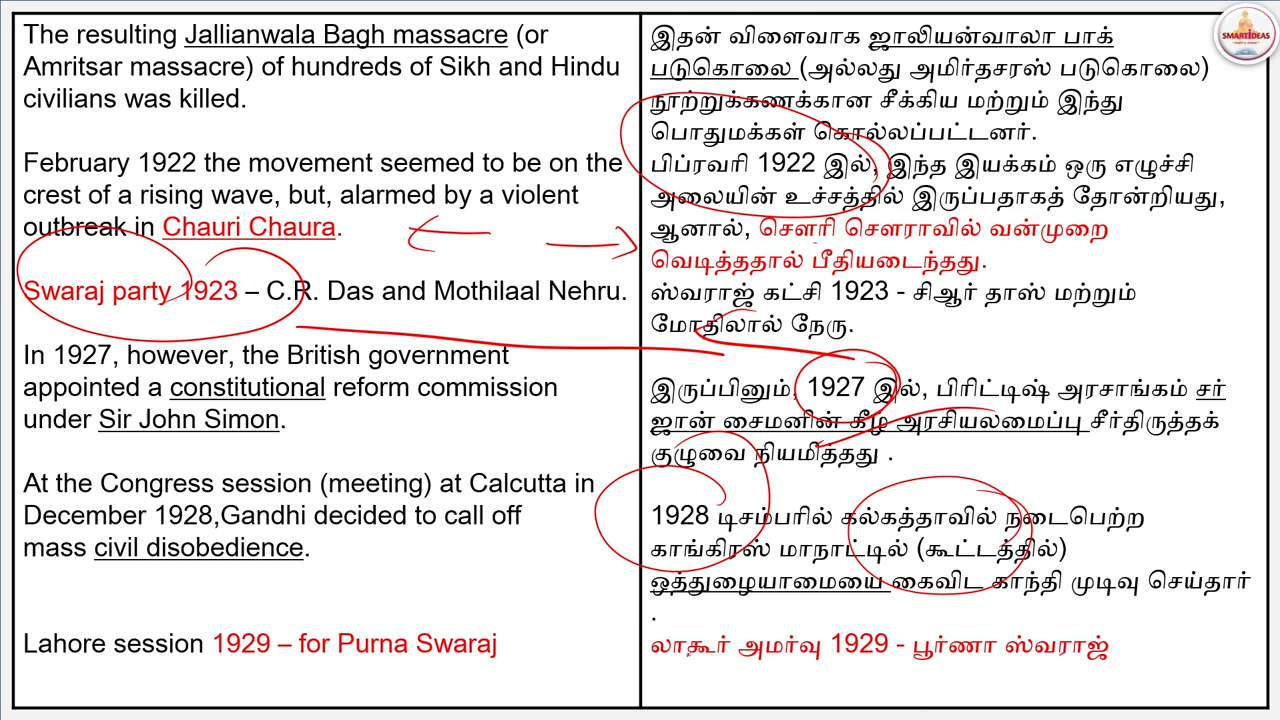 The resulting Jallianwala Bagh massacre (or
Amritsar massacre) of hundreds of Sikh and Hindu
civilians was killed.
February 1922 the movement seemed to be on the
crest of a rising wave, but, alarmed by a violent
outbreak in Chauri Chaura.
Swaraj party 1923 – C.R. Das and Mothilaal Nehru.
In 1927, however, the British government
appointed a constitutional reform commission
under Sir John Simon.
At the Congress session (meeting) at Calcutta in
December 1928,Gandhi decided to call off
mass civil disobedience.
Lahore session 1929 – for Purna Swaraj
இதன் விளைவாக ஜாலியன்வாலா பாக்
படுகொலை (அல்லது அமிர்தசரஸ் படுகொலை)
நூற்றுக்கணக்கான சீக்கிய மற்றும் இந்து
பொதுமக்கள் கொல்லப்பட்டனர்.
பிப்ரவரி 1922 இல், இந்த இயக்கம் ஒரு எழுச்சி
அலையின் உச்சத்தில் இருப்பதாகத் தோன்றியது,
ஆனால், சௌரி சௌராவில் வன்முறை
வெடித்ததால் பீதியடைந்தது.
ஸ்வராஜ் கட்சி 1923 - சிஆர் தாஸ் மற்றும்
மோதிலால் நேரு.
இருப்பினும், 1927 இல், பிரிட்டிஷ் அரசாங்கம் சர்
ஜான் சைமனின் கீழ் அரசியலமைப்பு சீர்திருத்தக்
குழுவை நியமித்தது .
1928 டிசம்பரில் கல்கத்தாவில் நடைபெற்ற
காங்கிரஸ் மாநாட்டில் (கூட்டத்தில்)
ஒத்துழையாமையை கைவிட காந்தி முடிவு செய்தார்
.
லாகூர் அமர்வு 1929 - பூர்ணா ஸ்வராஜ்
SMARTIDEAS